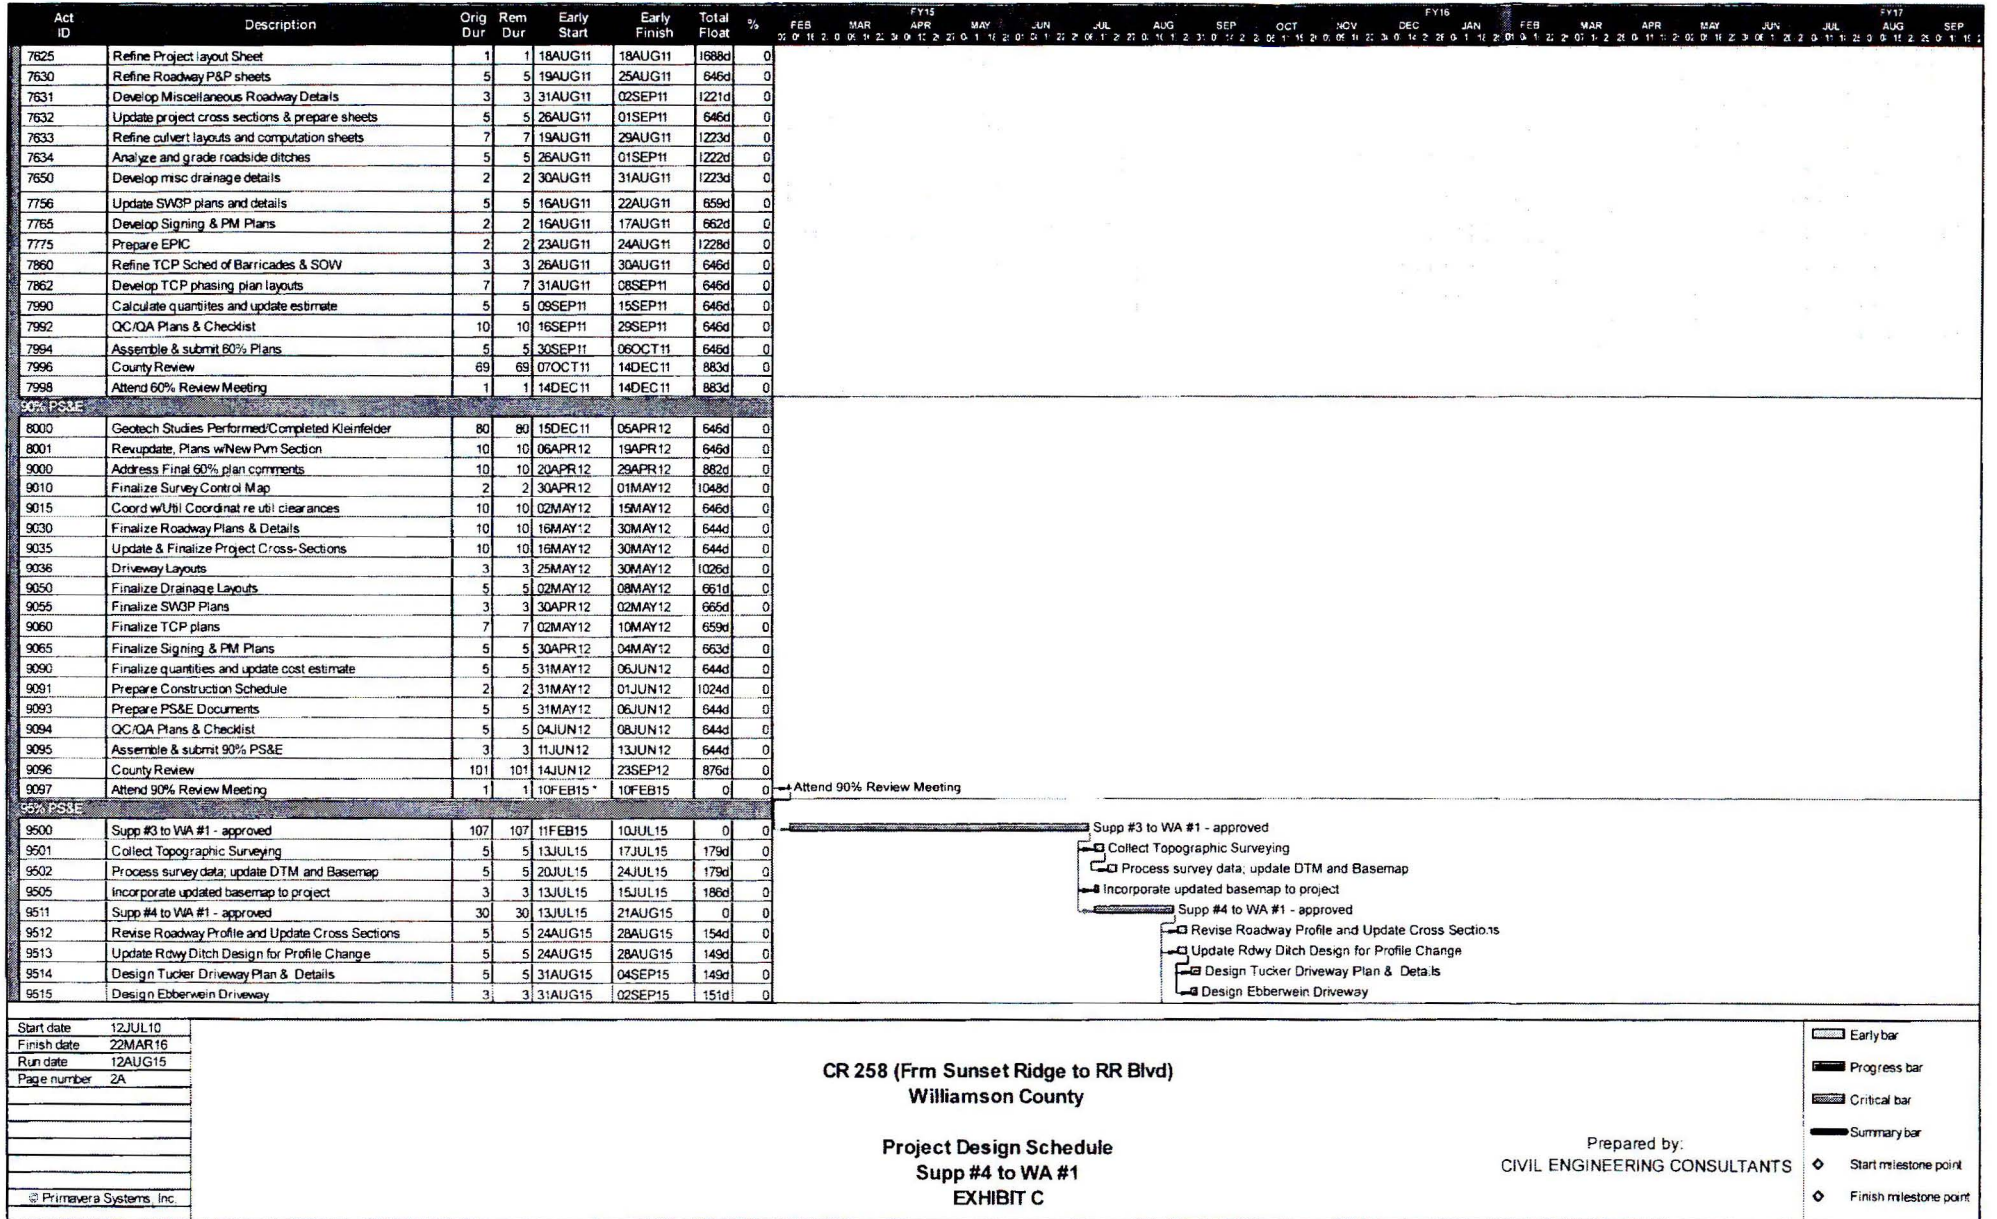 Act ID Description Orig Dur Rem Dur Early Start Early Finish Total Float %
FY15 FY16 FY17
FEB MAR APR MAY JUN JUL AUG SEP OCT NOV DEC JAN FEB MAR APR MAY JUN JUL AUG SEP
7625 Refine Project layout Sheet 1 1 18AUG11 18AUG11 1688d 0
7630 Refine Roadway P&P sheets 5 5 19AUG11 25AUG11 646d 0
7631 Develop Miscellaneous Roadway Details 3 3 31AUG11 02SEP11 1221d 0
7632 Update project cross sections & prepare sheets 5 5 26AUG11 01SEP11 646d 0
7633 Refine culvert layouts and computation sheets 7 7 19AUG11 29AUG11 1223d 0
7634 Analyze and grade roadside ditches 5 5 26AUG11 01SEP11 1222d 0
7650 Develop misc drainage details 2 2 30AUG11 31AUG11 1223d 0
7756 Update SW3P plans and details 5 5 16AUG11 22AUG11 659d 0
7765 Develop Signing & PM Plans 2 2 16AUG11 17AUG11 662d 0
7775 Prepare EPIC 2 2 23AUG11 24AUG11 1228d 0
7860 Refine TCP Sched of Barricades & SOW 3 3 26AUG11 30AUG11 646d 0
7862 Develop TCP phasing plan layouts 7 7 31AUG11 08SEP11 646d 0
7990 Calculate quantiites and update estimate 5 5 09SEP11 15SEP11 646d 0
7992 QC/QA Plans & Checklist 10 10 16SEP11 29SEP11 646d 0
7994 Assemble & submit 60% Plans 5 5 30SEP11 06OCT11 646d 0
7996 County Review 69 69 07OCT11 14DEC11 883d 0
7998 Attend 60% Review Meeting 1 1 14DEC11 14DEC11 883d 0
90% PS&E
8000 Geotech Studies Performed/Completed Kleinfelder 80 80 15DEC11 05APR12 646d 0
8001 Revupdate, Plans w/New Pvm Section 10 10 06APR12 19APR12 646d 0
9000 Address Final 60% plan comments 10 10 20APR12 29APR12 882d 0
9010 Finalize Survey Control Map 2 2 30APR12 01MAY12 1048d 0
9015 Coord w/Util Coordinat re util clearances 10 10 02MAY12 15MAY12 646d 0
9030 Finalize Roadway Plans & Details 10 10 16MAY12 30MAY12 644d 0
9035 Update & Finalize Project Cross-Sections 10 10 16MAY12 30MAY12 644d 0
9036 Driveway Layouts 3 3 25MAY12 30MAY12 1026d 0
9050 Finalize Drainage Layouts 5 5 02MAY12 08MAY12 661d 0
9055 Finalize SW3P Plans 3 3 30APR12 02MAY12 665d 0
9060 Finalize TCP plans 7 7 02MAY12 10MAY12 659d 0
9065 Finalize Signing & PM Plans 5 5 30APR12 04MAY12 663d 0
9090 Finalize quantities and update cost estimate 5 5 31MAY12 06JUN12 644d 0
9091 Prepare Construction Schedule 2 2 31MAY12 01JUN12 1024d 0
9093 Prepare PS&E Documents 5 5 31MAY12 06JUN12 644d 0
9094 QC/QA Plans & Checklist 5 5 04JUN12 08JUN12 644d 0
9095 Assemble & submit 90% PS&E 3 3 11JUN12 13JUN12 644d 0
9096 County Review 101 101 14JUN12 23SEP12 876d 0
9097 Attend 90% Review Meeting 1 1 10FEB15 * 10FEB15 0 0 Attend 90% Review Meeting
95% PS&E
9500 Supp #3 to WA #1 - approved 107 107 11FEB15 10JUL15 0 0 Supp #3 to WA #1 - approved
9501 Collect Topographic Surveying 5 5 13JUL15 17JUL15 179d 0 Collect Topographic Surveying
9502 Process survey data; update DTM and Basemap 5 5 20JUL15 24JUL15 179d 0 Process survey data; update DTM and Basemap
9505 Incorporate updated basemap to project 3 3 13JUL15 15JUL15 186d 0 Incorporate updated basemap to project
9511 Supp #4 to WA #1 - approved 30 30 13JUL15 21AUG15 0 0 Supp #4 to WA #1 - approved
9512 Revise Roadway Profile and Update Cross Sections 5 5 24AUG15 28AUG15 154d 0 Revise Roadway Profile and Update Cross Sections
9513 Update Rdwy Ditch Design for Profile Change 5 5 24AUG15 28AUG15 149d 0 Update Rdwy Ditch Design for Profile Change
9514 Design Tucker Driveway Plan & Details 5 5 31AUG15 04SEP15 149d 0 Design Tucker Driveway Plan & Details
9515 Design Ebberwein Driveway 3 3 31AUG15 02SEP15 151d 0 Design Ebberwein Driveway
Start date 12JUL10
Finish date 22MAR16
Run date 12AUG15
Page number 2A
© Primavera Systems, Inc.
CR 258 (Frm Sunset Ridge to RR Blvd)
Williamson County
Project Design Schedule
Supp #4 to WA #1
EXHIBIT C
Prepared by:
CIVIL ENGINEERING CONSULTANTS
Early bar
Progress bar
Critical bar
Summary bar
Start milestone point
Finish milestone point